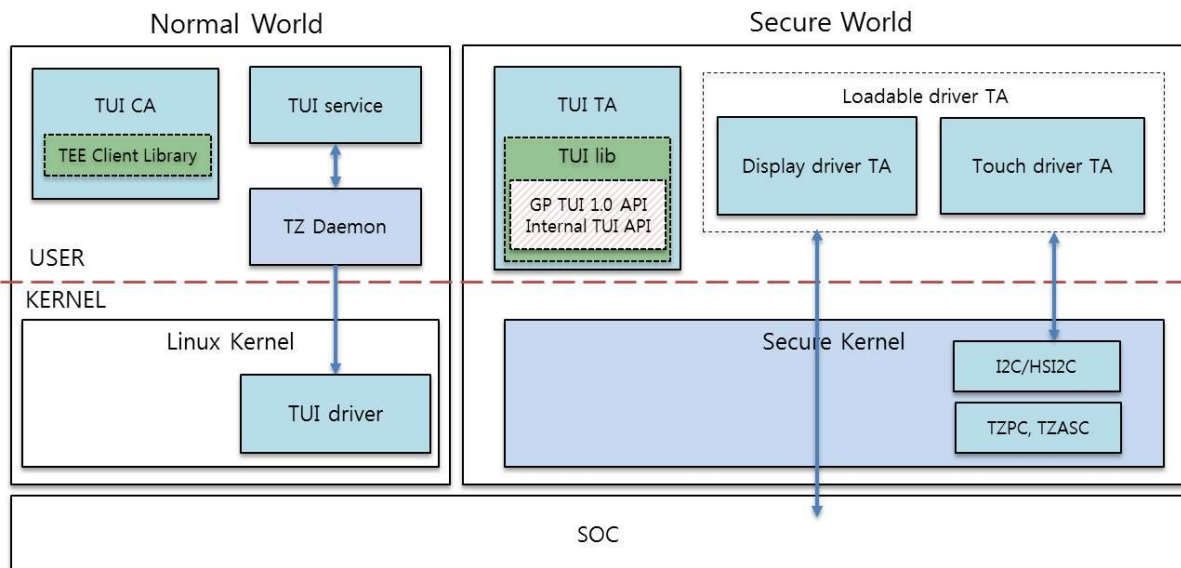 Normal World
Secure World
TUI CA
TEE Client Library
TUI service
TZ Daemon
USER
KERNEL
Linux Kernel
TUI driver
TUI TA
TUI lib
GP TUI 1.0 API
Internal TUI API
Loadable driver TA
Display driver TA
Touch driver TA
Secure Kernel
I2C/HSI2C
TZPC, TZASC
SOC